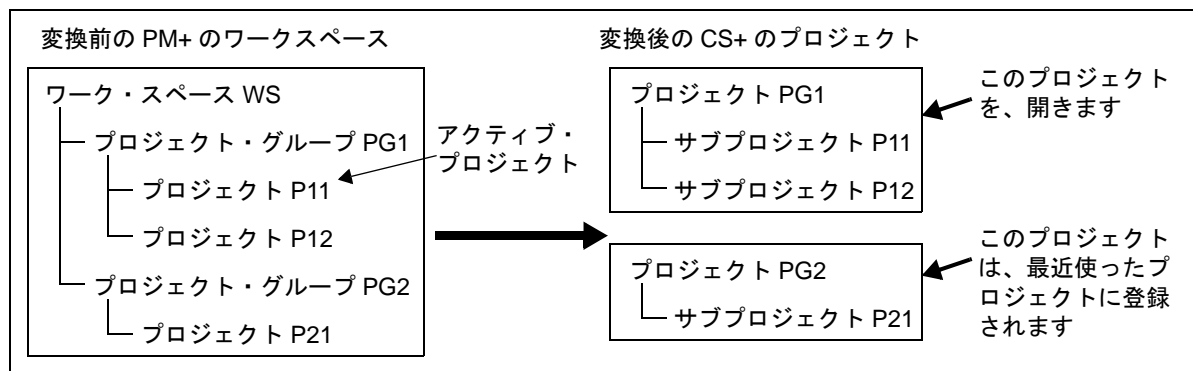 変換前の PM+ のワークスペース
ワーク・スペース WS
プロジェクト・グループ PG1
プロジェクト P11
プロジェクト P12
プロジェクト・グループ PG2
プロジェクト P21
アクティブ・
プロジェクト
変換後の CS+ のプロジェクト
プロジェクト PG1
サブプロジェクト P11
サブプロジェクト P12
このプロジェクト
を、開きます
プロジェクト PG2
サブプロジェクト P21
このプロジェクト
は、最近使ったプ
ロジェクトに登録
されます